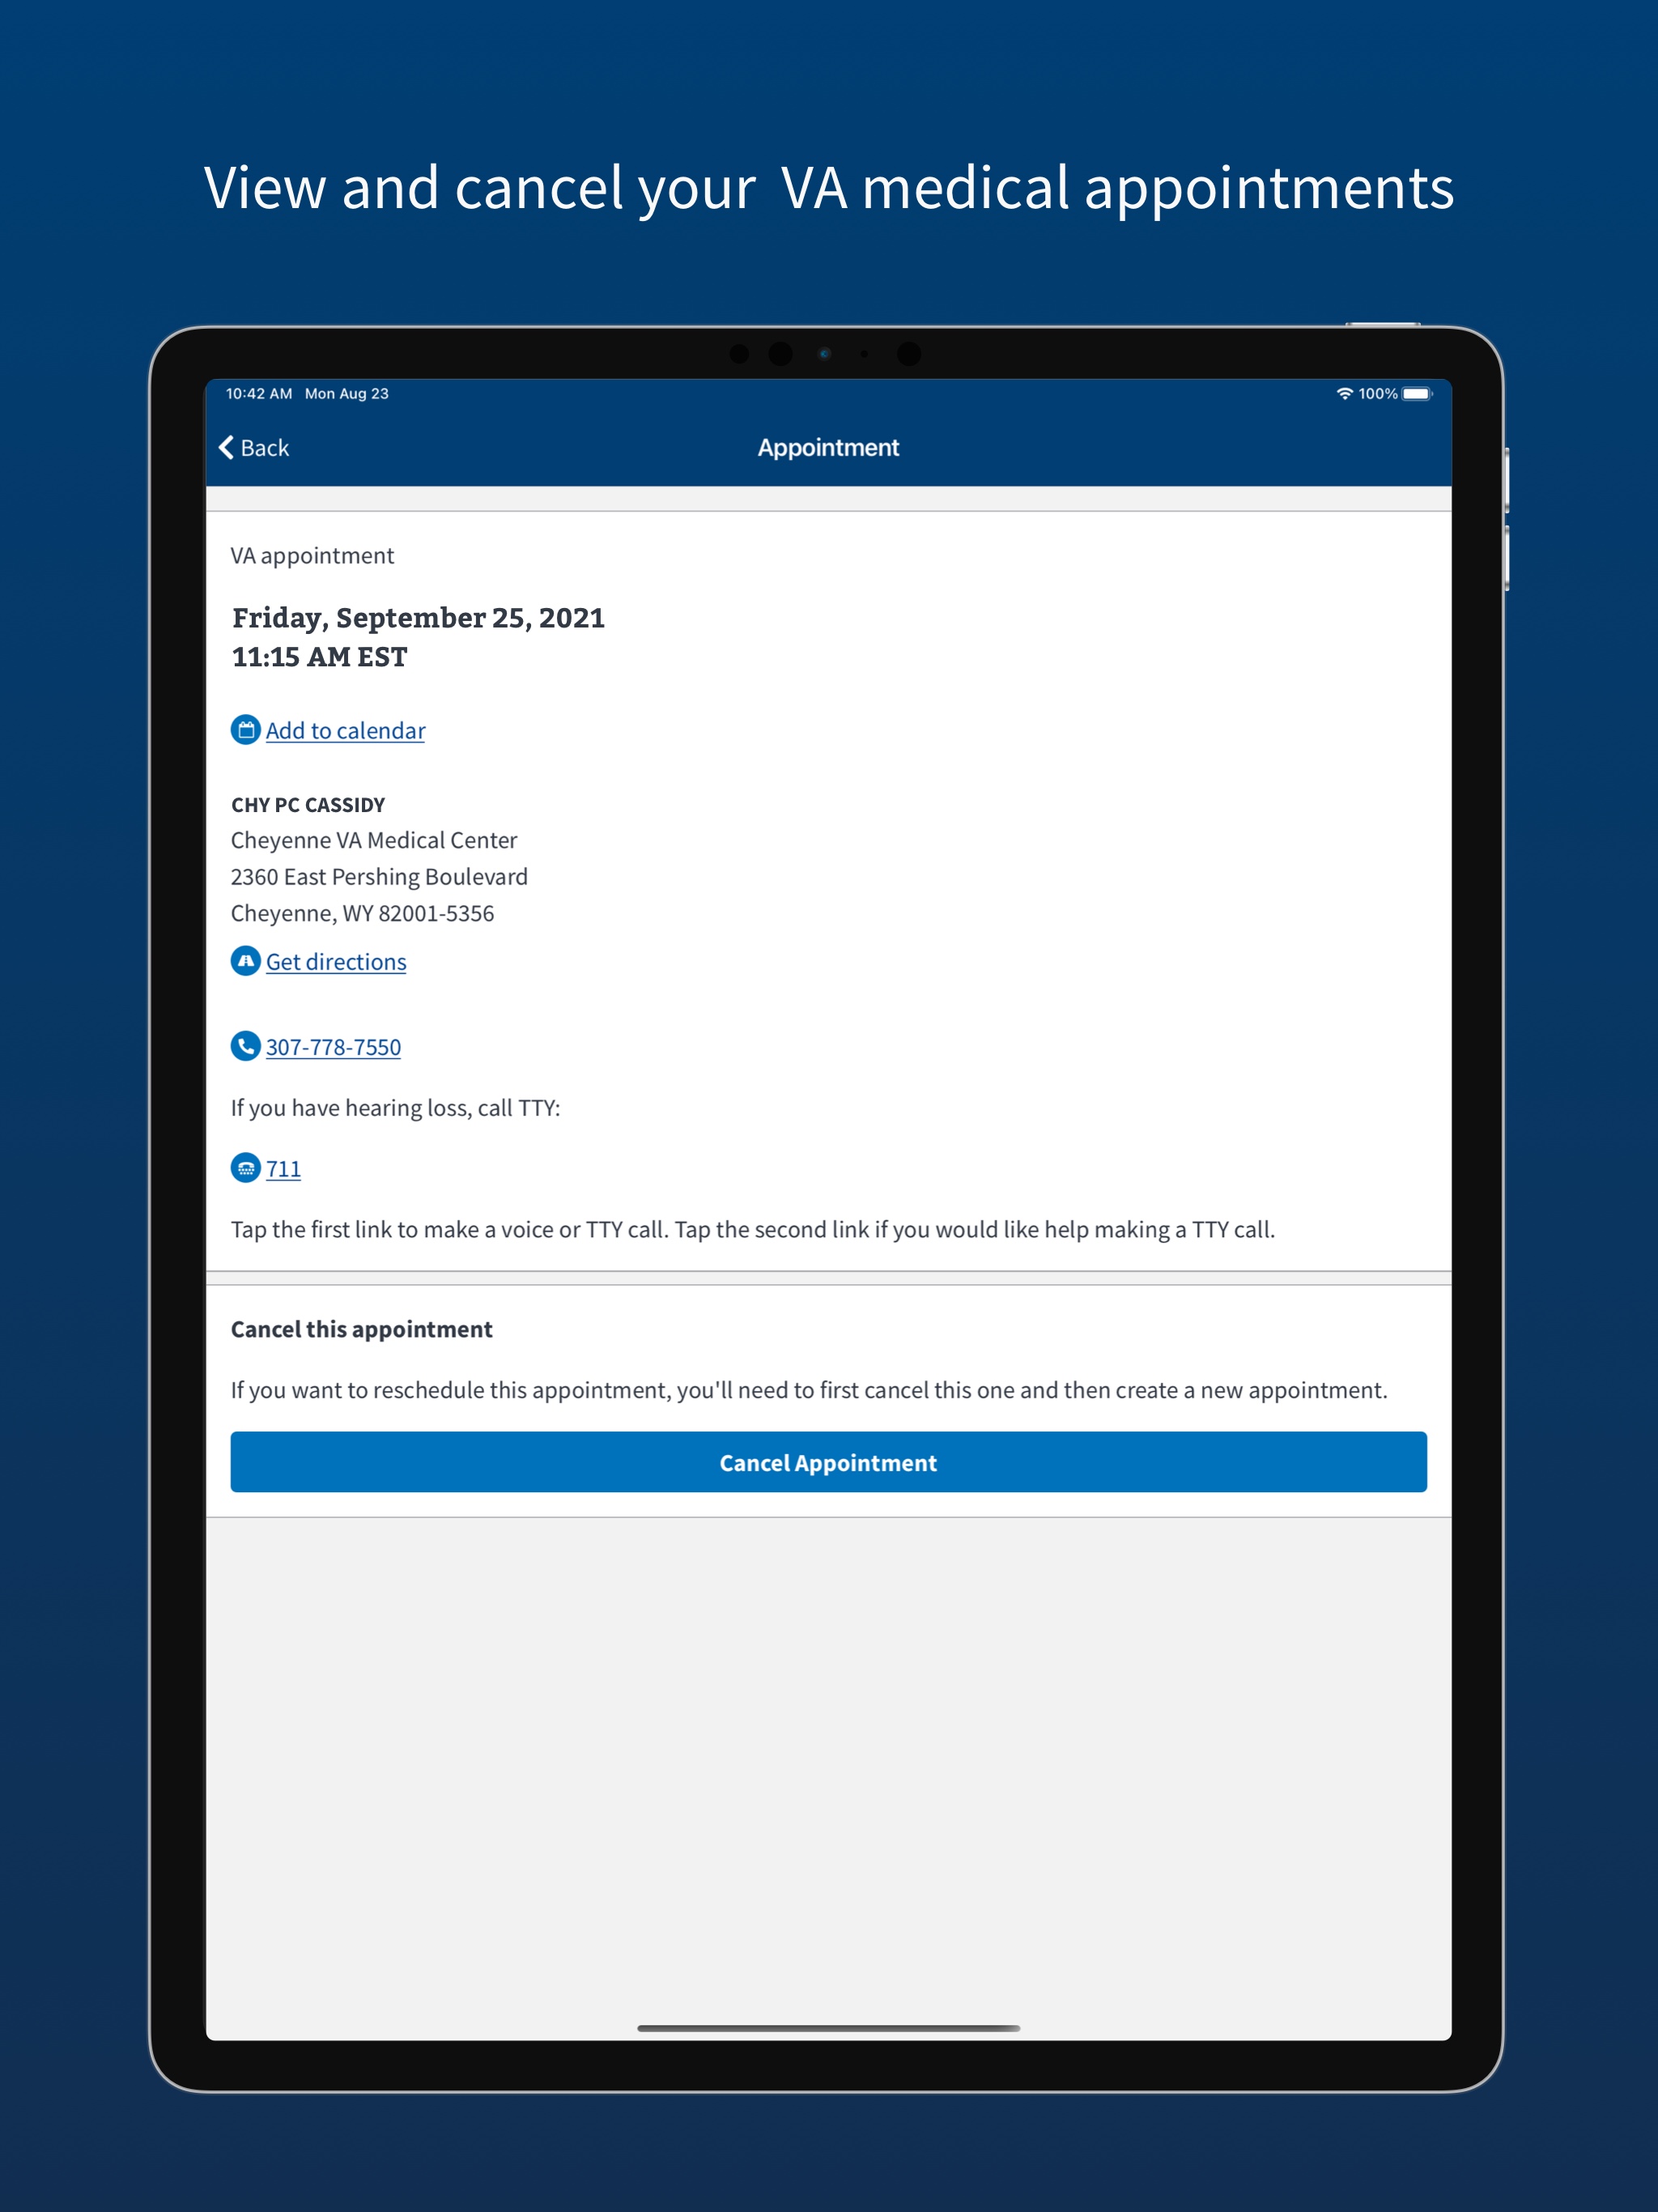 View and cancel your  VA medical appointments
10:42 AM   Mon Aug 23
100%
Back
Appointment
VA appointment
Friday, September 25, 2021
11:15 AM EST
Add to calendar
CHY PC CASSIDY
Cheyenne VA Medical Center
2360 East Pershing Boulevard
Cheyenne, WY 82001-5356
Get directions
307-778-7550
If you have hearing loss, call TTY:
711
Tap the first link to make a voice or TTY call. Tap the second link if you would like help making a TTY call.
Cancel this appointment
If you want to reschedule this appointment, you'll need to first cancel this one and then create a new appointment.
Cancel Appointment